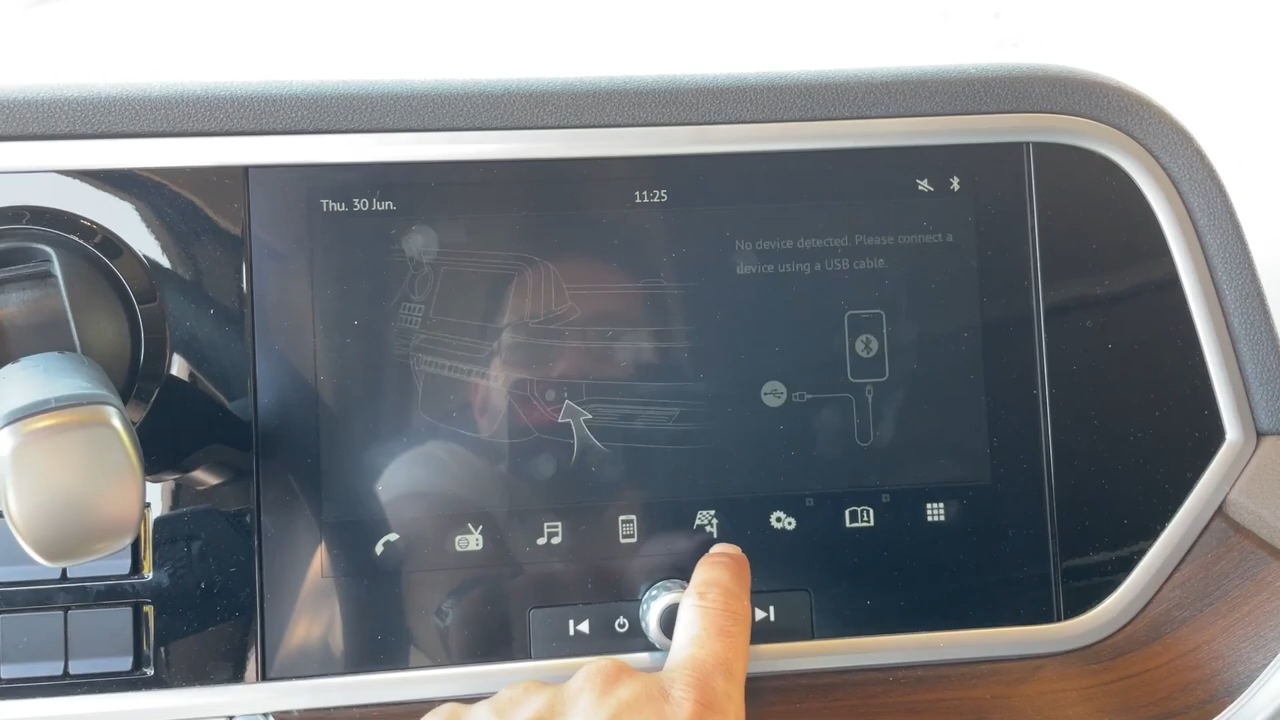 Thu. 30 Jun.
11:25
No device detected. Please connect a
device using a USB cable.